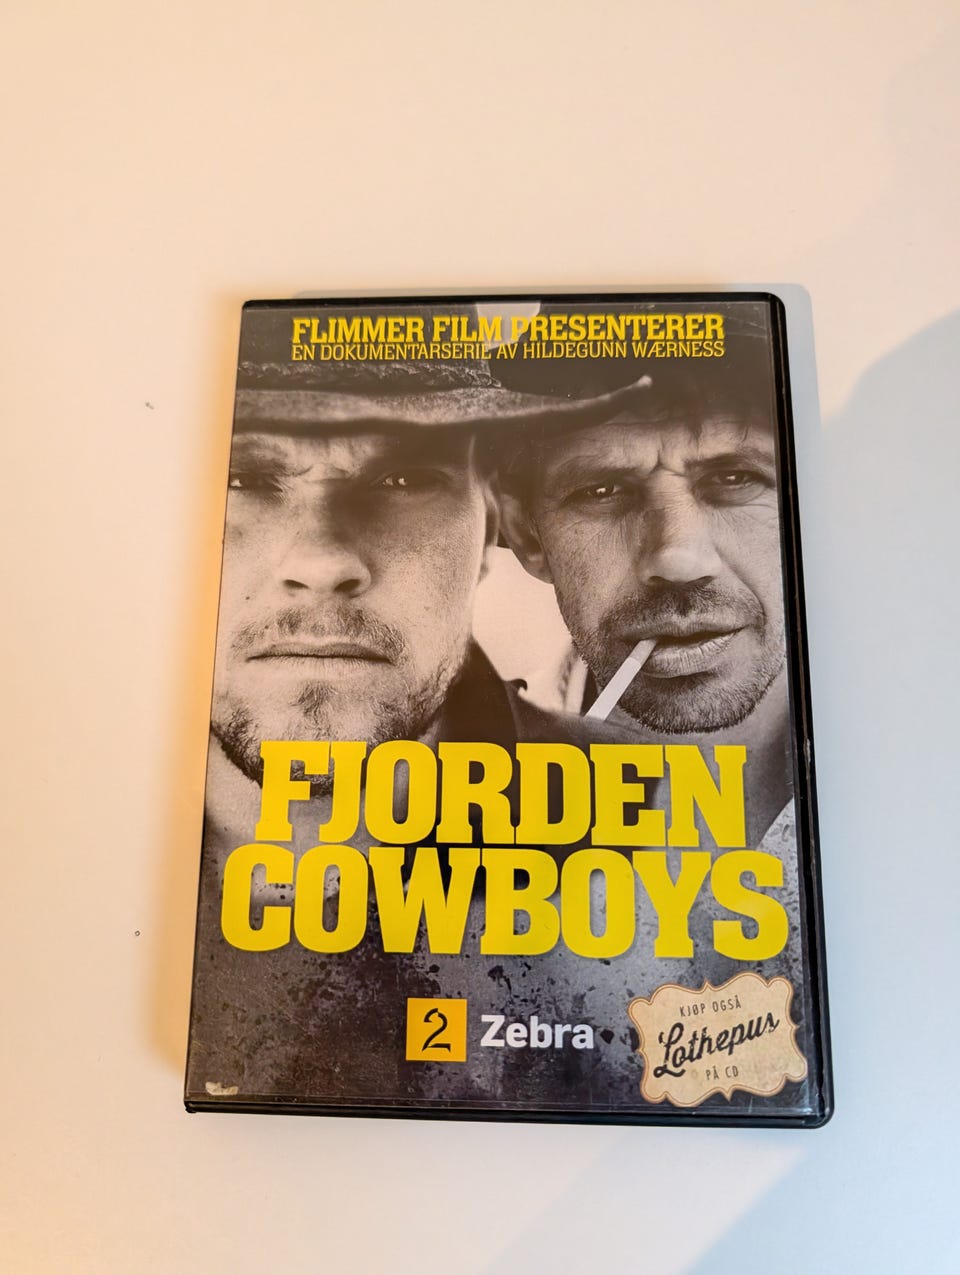 FLIMMER FILM PRESENTERER
EN DOKUMENTARSERIE AV HILDEGUNN WÆRNESS
FJORDEN
COWBOYS
2 Zebra
KJØP OGSÅ
Lothepus
PÅ CD